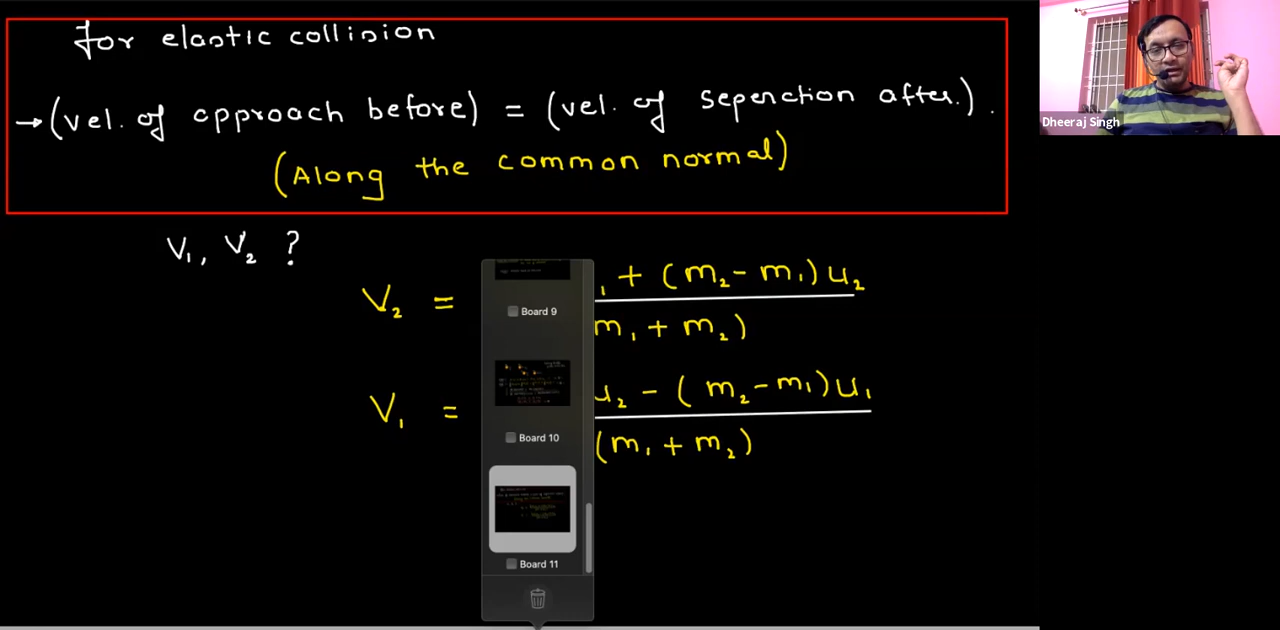 for elastic collision
→ (vel. of approach before) = (vel. of seperation after.).
(Along the common normal)
V₁, V₂ ?
V₂ = ₁ + (m₂ - m₁) u₂
m₁ + m₂)
V₁ = u₂ - (m₂ - m₁) u₁
(m₁ + m₂)
Board 9
Board 10
Board 11
Dheeraj Singh